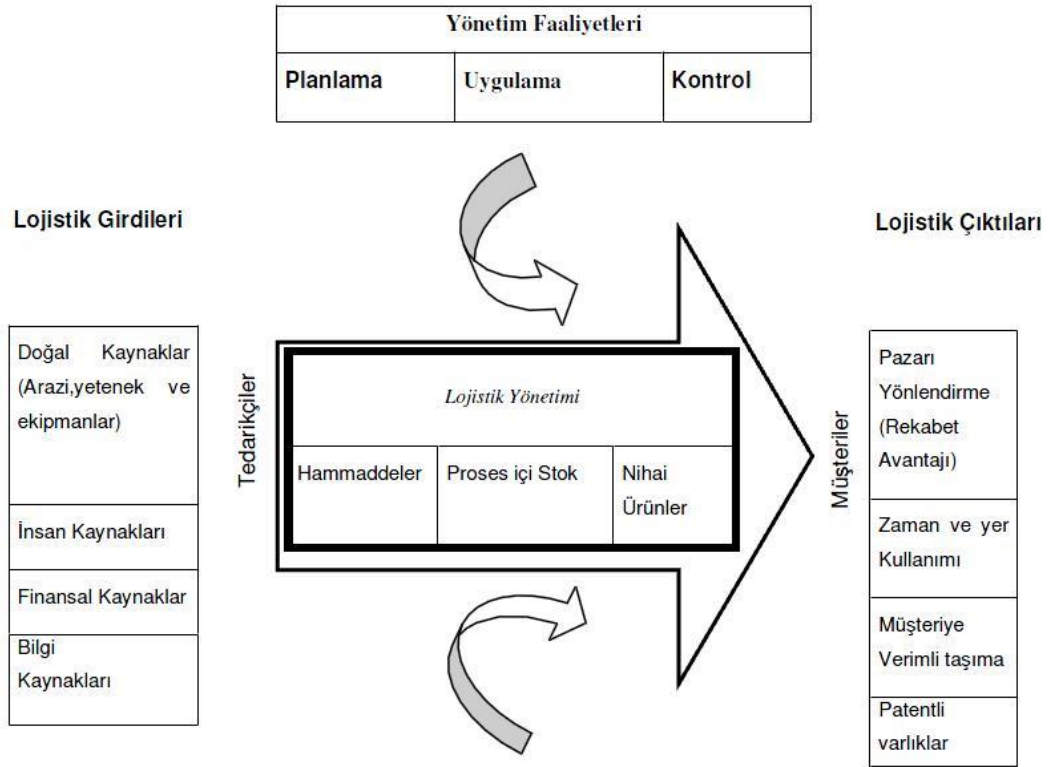 Yönetim Faaliyetleri
Planlama
Uygulama
Kontrol
Lojistik Girdileri
Lojistik Çıktıları
Doğal Kaynaklar
(Arazi,yetenek ve
ekipmanlar)
İnsan Kaynakları
Finansal Kaynaklar
Bilgi
Kaynakları
Tedarikçiler
Lojistik Yönetimi
Hammaddeler
Proses içi Stok
Nihai
Ürünler
Müşteriler
Pazarı
Yönlendirme
(Rekabet
Avantajı)
Zaman ve yer
Kullanımı
Müşteriye
Verimli taşıma
Patentli
varlıklar